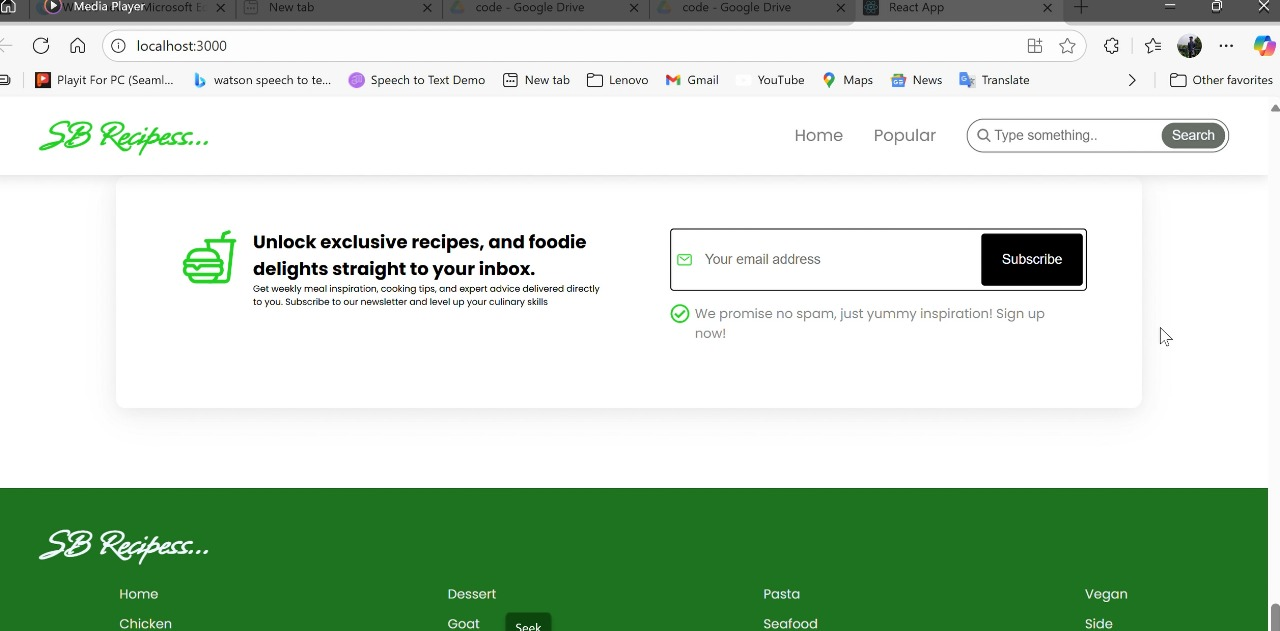 Media Player
Microsoft Ed
New tab
code - Google Drive
code - Google Drive
React App
localhost:3000
Playit For PC (Seaml...
watson speech to te...
Speech to Text Demo
New tab
Lenovo
Gmail
YouTube
Maps
News
Translate
Other favorites
SB Recipess...
Home
Popular
Type something..
Search
Unlock exclusive recipes, and foodie
delights straight to your inbox.
Get weekly meal inspiration, cooking tips, and expert advice delivered directly
to you. Subscribe to our newsletter and level up your culinary skills
Your email address
Subscribe
We promise no spam, just yummy inspiration! Sign up
now!
SB Recipess...
Home
Dessert
Pasta
Vegan
Chicken
Goat
Seek
Seafood
Side